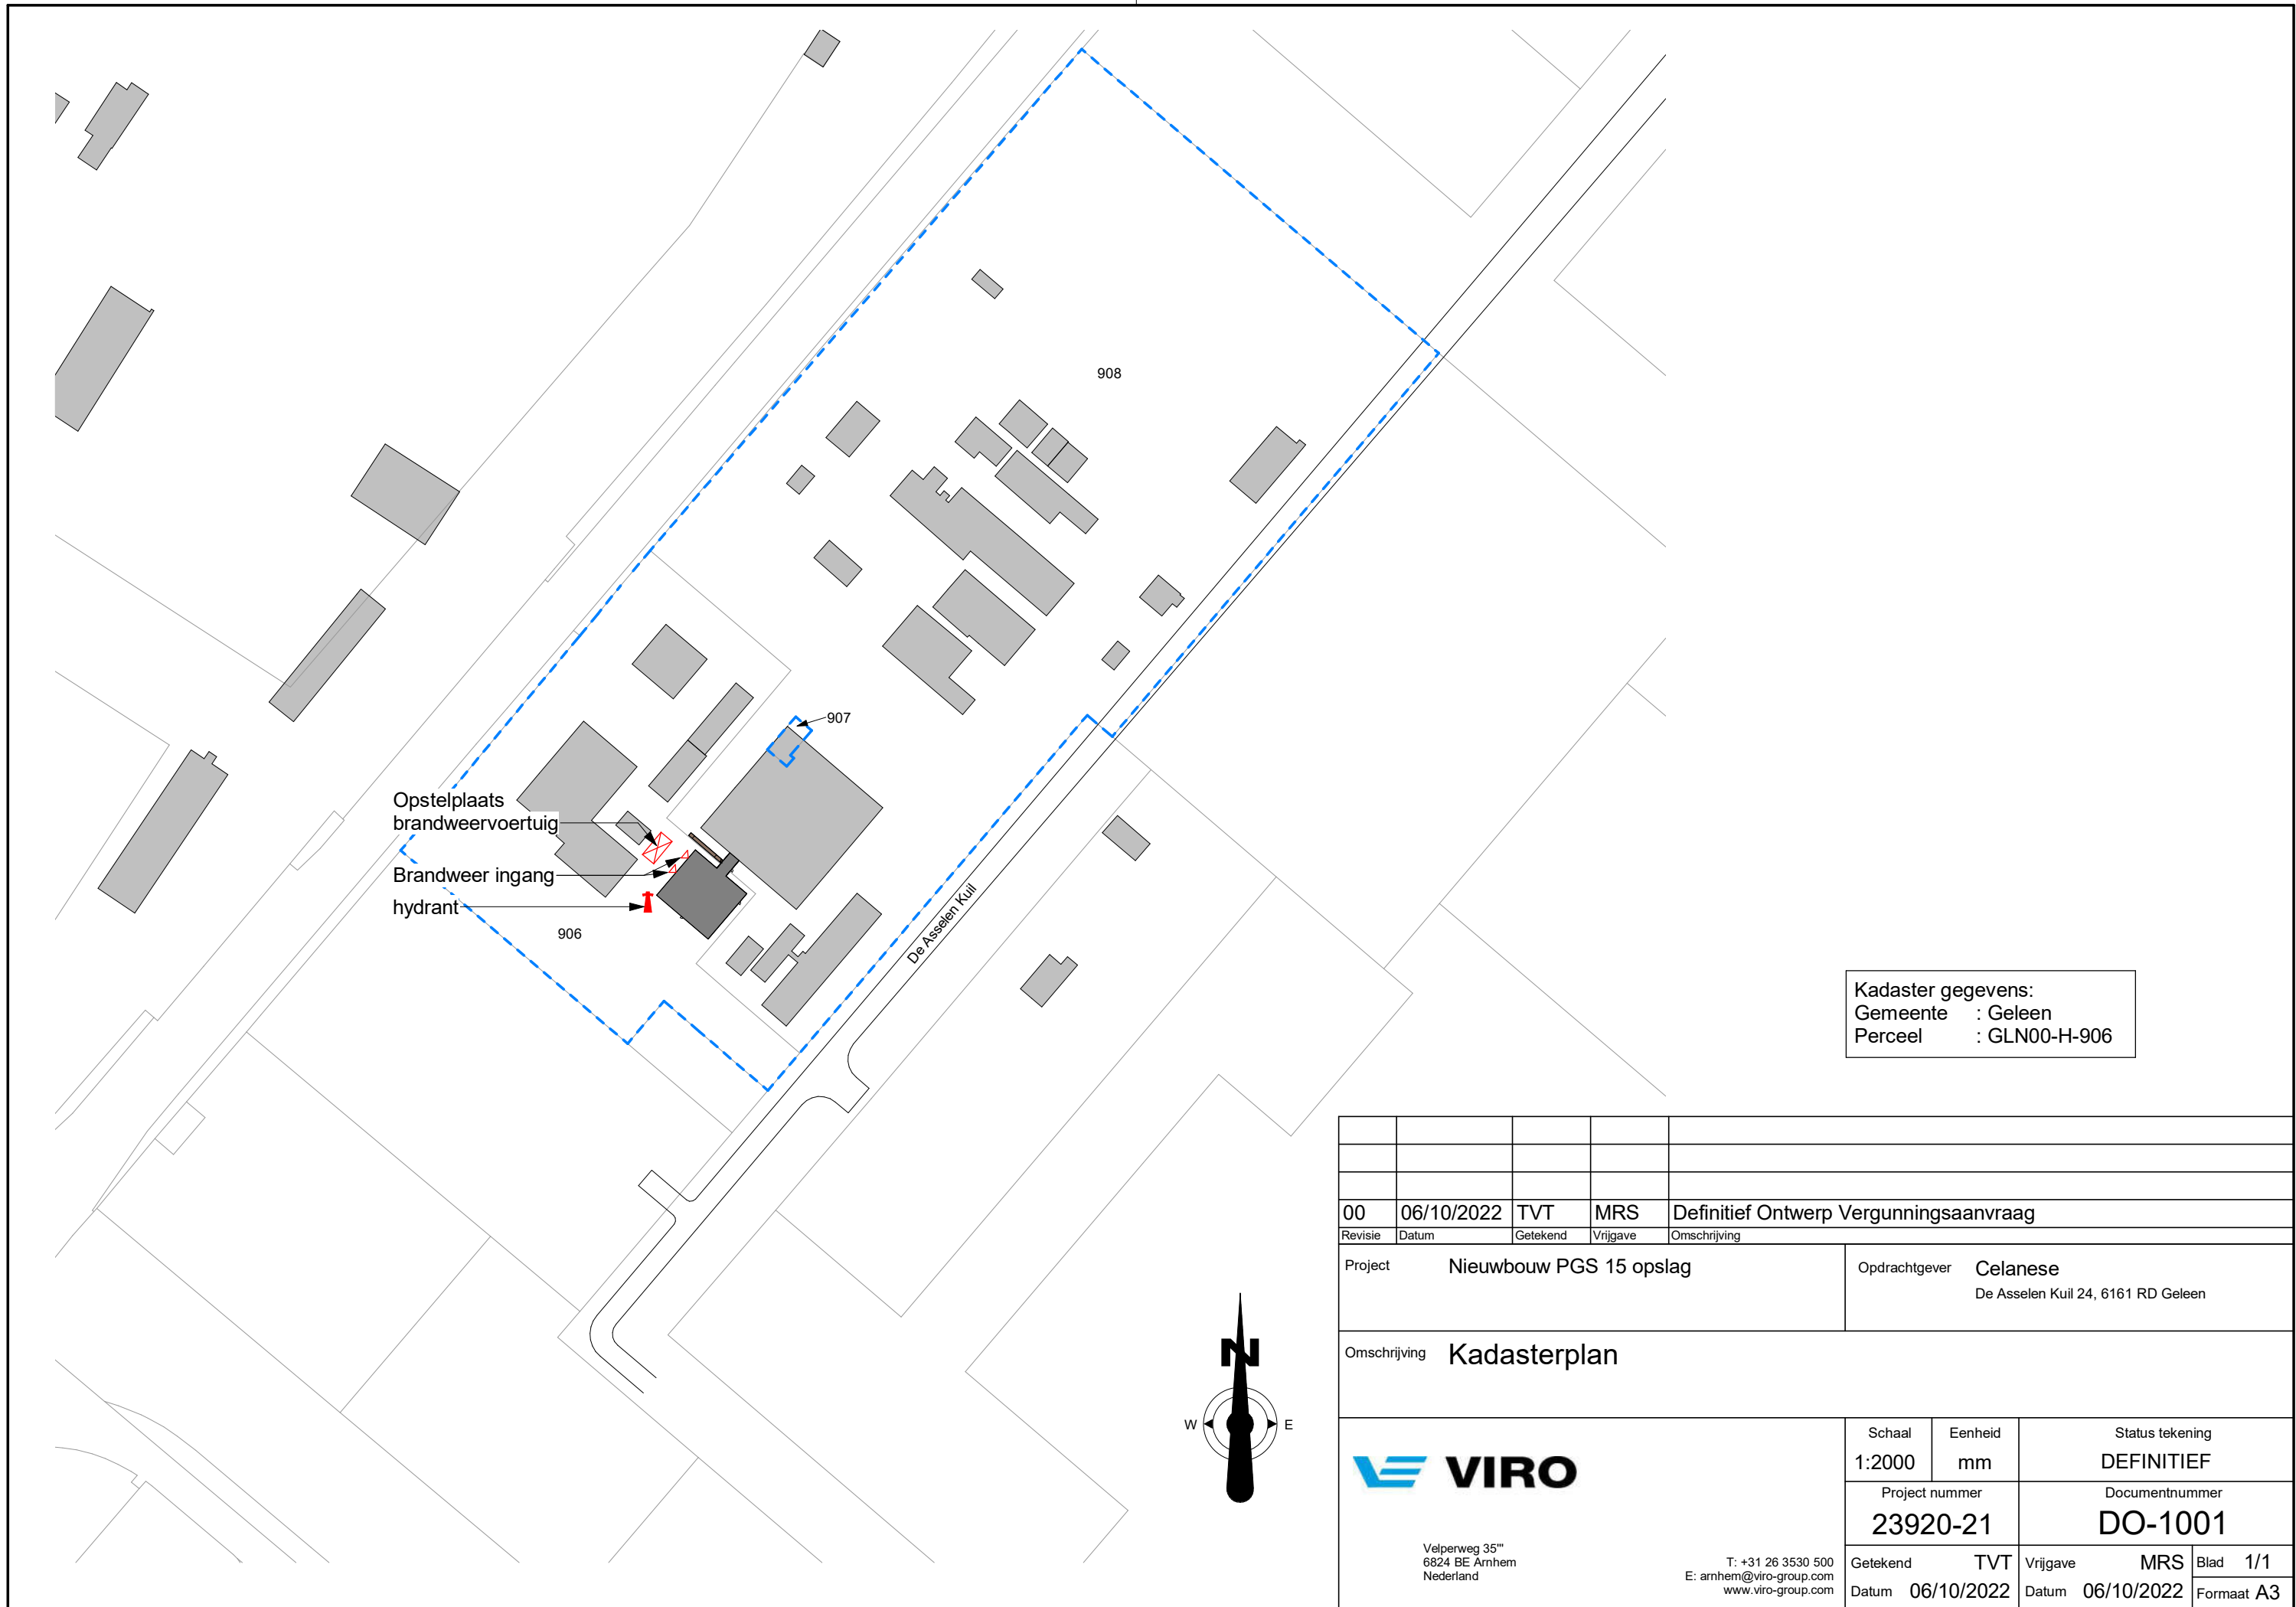 908
907
Opstelplaats
brandweervoertuig
Brandweer ingang
hydrant
906
De Asselen Kuil
Kadaster gegevens:
Gemeente : Geleen
Perceel : GLN00-H-906
00 06/10/2022 TVT MRS Definitief Ontwerp Vergunningsaanvraag
Revisie Datum Getekend Vrijgave Omschrijving
Project Nieuwbouw PGS 15 opslag
Opdrachtgever Celanese
De Asselen Kuil 24, 6161 RD Geleen
Omschrijving Kadasterplan
N
W E
VIRO
Velperweg 35'"
6824 BE Arnhem
Nederland
T: +31 26 3530 500
E: arnhem@viro-group.com
www.viro-group.com
Schaal Eenheid Status tekening
1:2000 mm DEFINITIEF
Project nummer Documentnummer
23920-21 DO-1001
Getekend TVT Vrijgave MRS Blad 1/1
Datum 06/10/2022 Datum 06/10/2022 Formaat A3